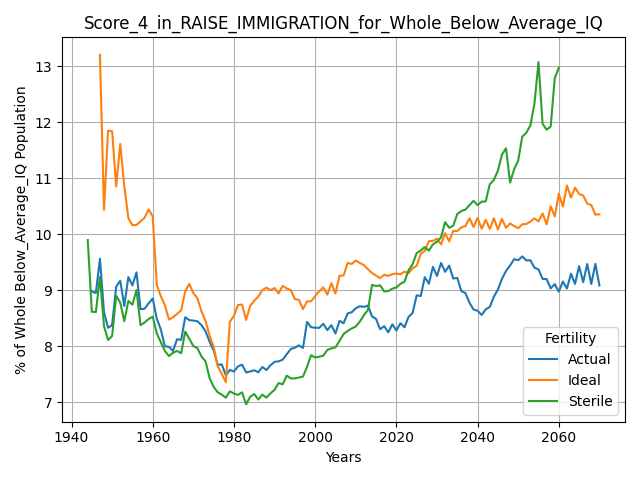 Score_4_in_RAISE_IMMIGRATION_for_Whole_Below_Average_IQ
% of Whole Below_Average_IQ Population
13
12
11
10
9
8
7
1940
1960
1980
2000
2020
2040
2060
Years
Fertility
Actual
Ideal
Sterile